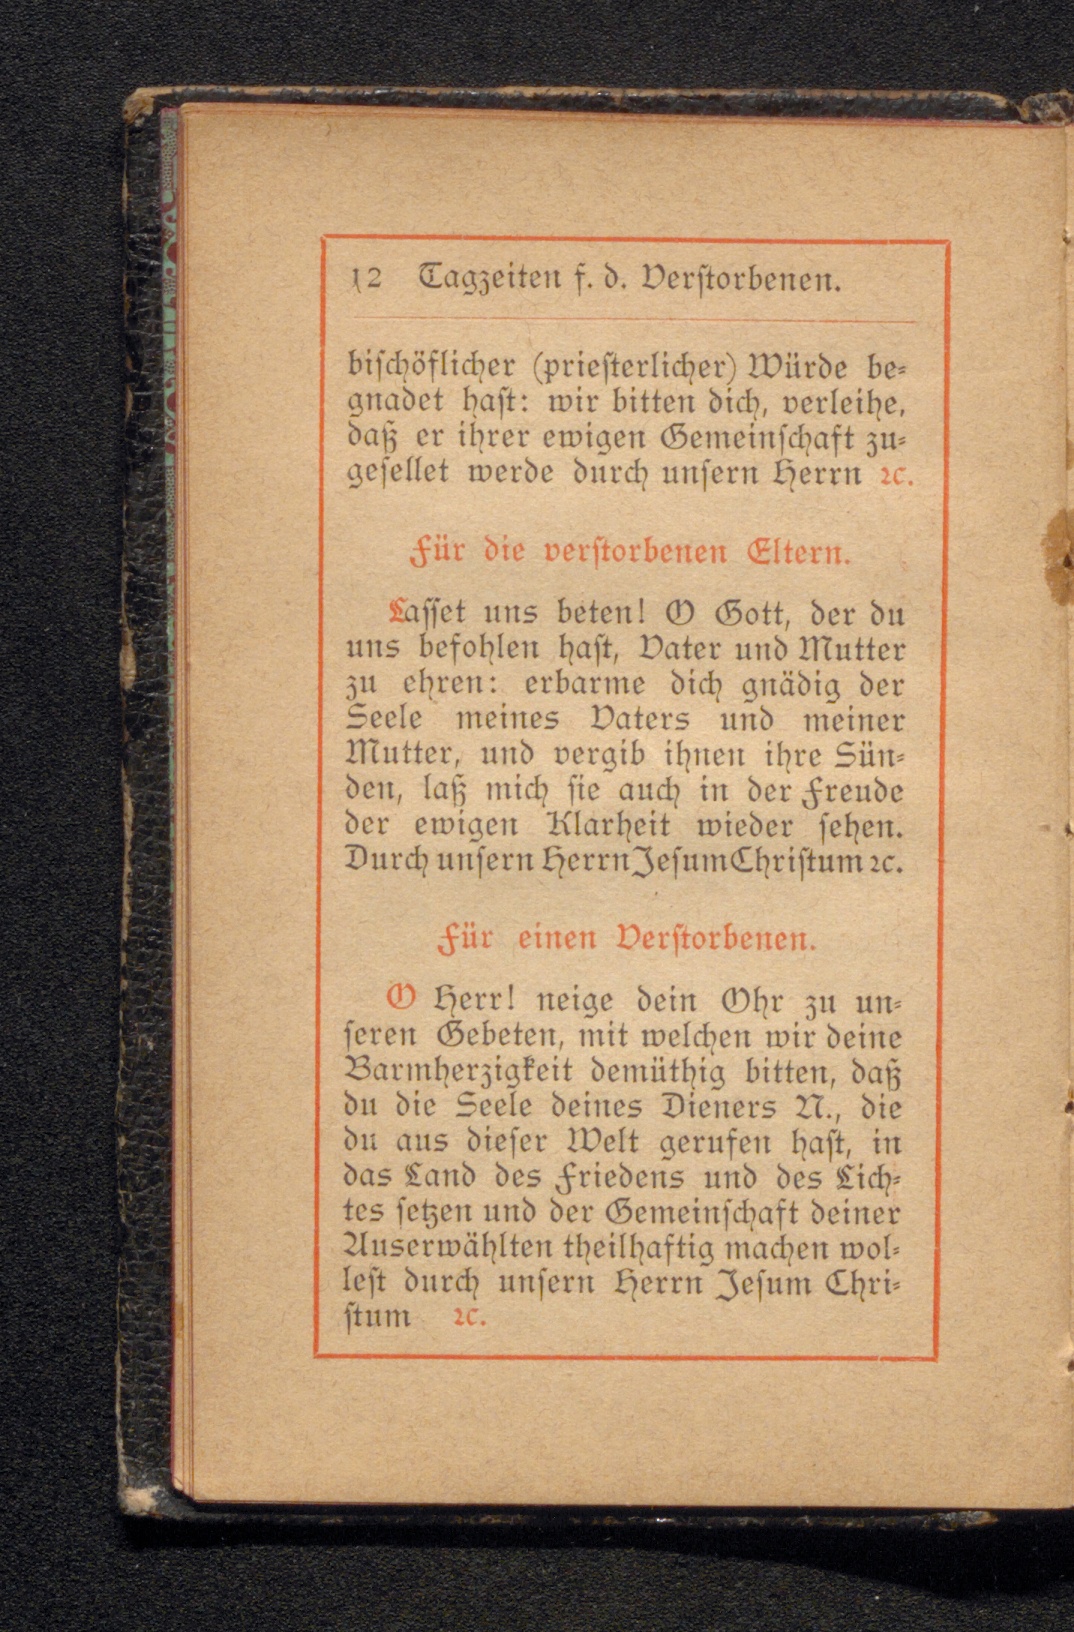 12 Tagzeiten f. d. Verſtorbenen.
biſchöflicher (prieſterlicher) Würde be⸗
gnadet haſt: wir bitten dich, verleihe,
daß er ihrer ewigen Gemeinſchaft zu⸗
geſellet werde durch unſern Herrn ꝛc.
Für die verſtorbenen Eltern.
Laſſet uns beten! O Gott, der du
uns befohlen haſt, Vater und Mutter
zu ehren: erbarme dich gnädig der
Seele meines Vaters und meiner
Mutter, und vergib ihnen ihre Sün⸗
den, laß mich ſie auch in der Freude
der ewigen Klarheit wieder ſehen.
Durch unſern Herrn Jeſum Chriſtum ꝛc.
Für einen Verſtorbenen.
O Herr! neige dein Ohr zu un⸗
ſeren Gebeten, mit welchen wir deine
Barmherzigkeit demüthig bitten, daß
du die Seele deines Dieners N., die
du aus dieſer Welt gerufen haſt, in
das Land des Friedens und des Lich⸗
tes ſetzen und der Gemeinſchaft deiner
Auserwählten theilhaftig machen wol⸗
leſt durch unſern Herrn Jeſum Chri⸗
ſtum ꝛc.